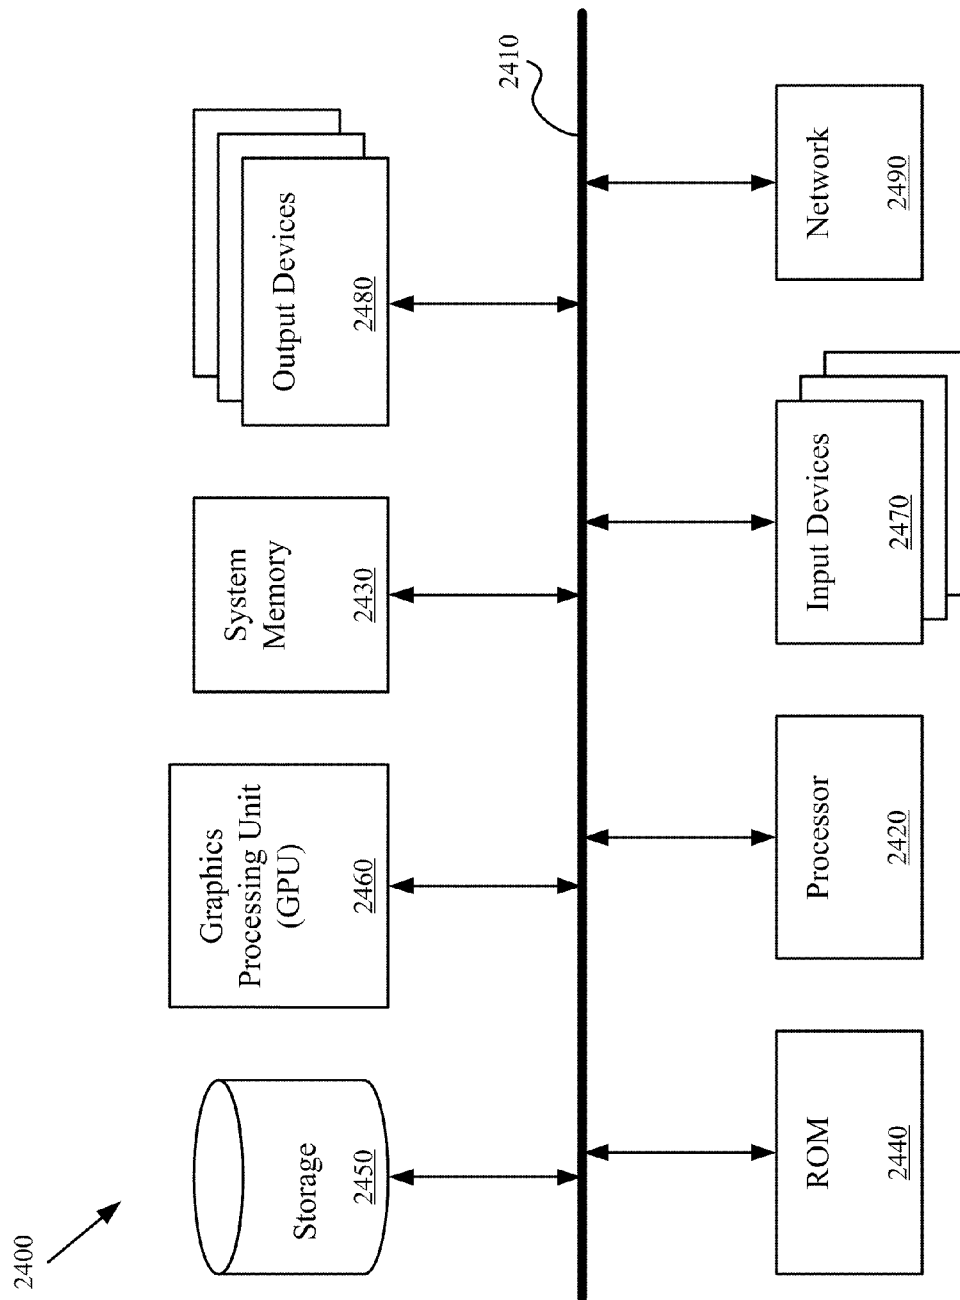 2400
Storage
2450
Graphics
Processing Unit
(GPU)
2460
System
Memory
2430
Output Devices
2480
2410
ROM
2440
Processor
2420
Input Devices
2470
Network
2490